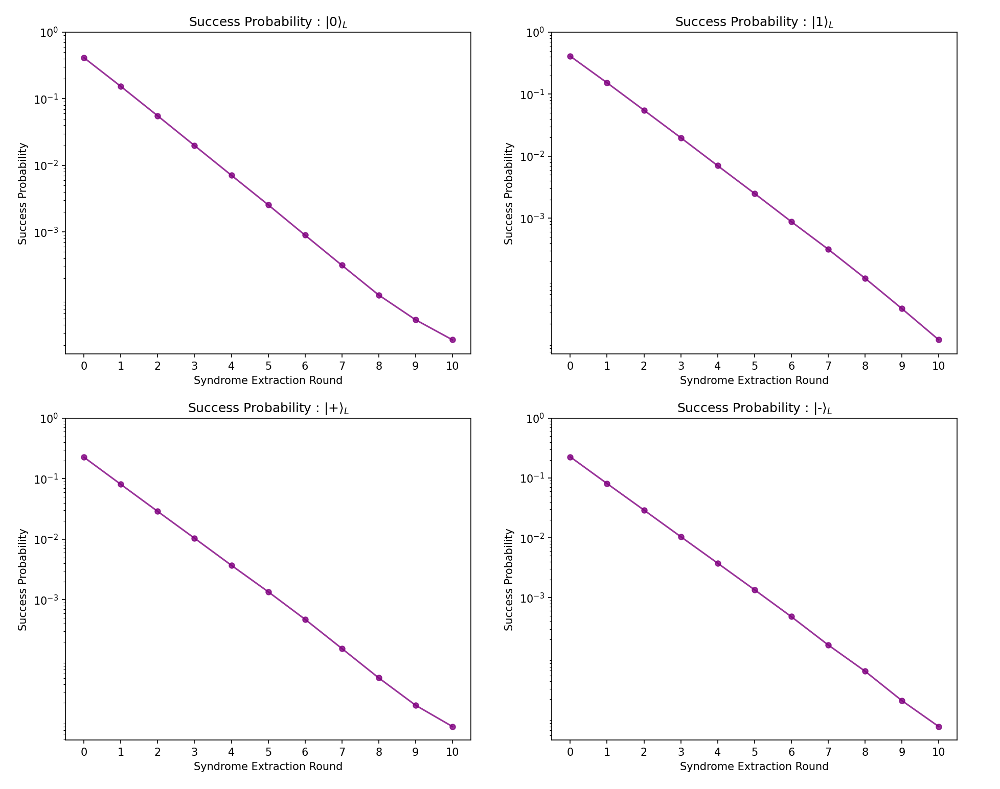 Success Probability : |0⟩_L
10^0
10^-1
10^-2
10^-3
Success Probability
0 1 2 3 4 5 6 7 8 9 10
Syndrome Extraction Round
Success Probability : |1⟩_L
10^0
10^-1
10^-2
10^-3
Success Probability
0 1 2 3 4 5 6 7 8 9 10
Syndrome Extraction Round
Success Probability : |+⟩_L
10^0
10^-1
10^-2
10^-3
Success Probability
0 1 2 3 4 5 6 7 8 9 10
Syndrome Extraction Round
Success Probability : |-⟩_L
10^0
10^-1
10^-2
10^-3
Success Probability
0 1 2 3 4 5 6 7 8 9 10
Syndrome Extraction Round